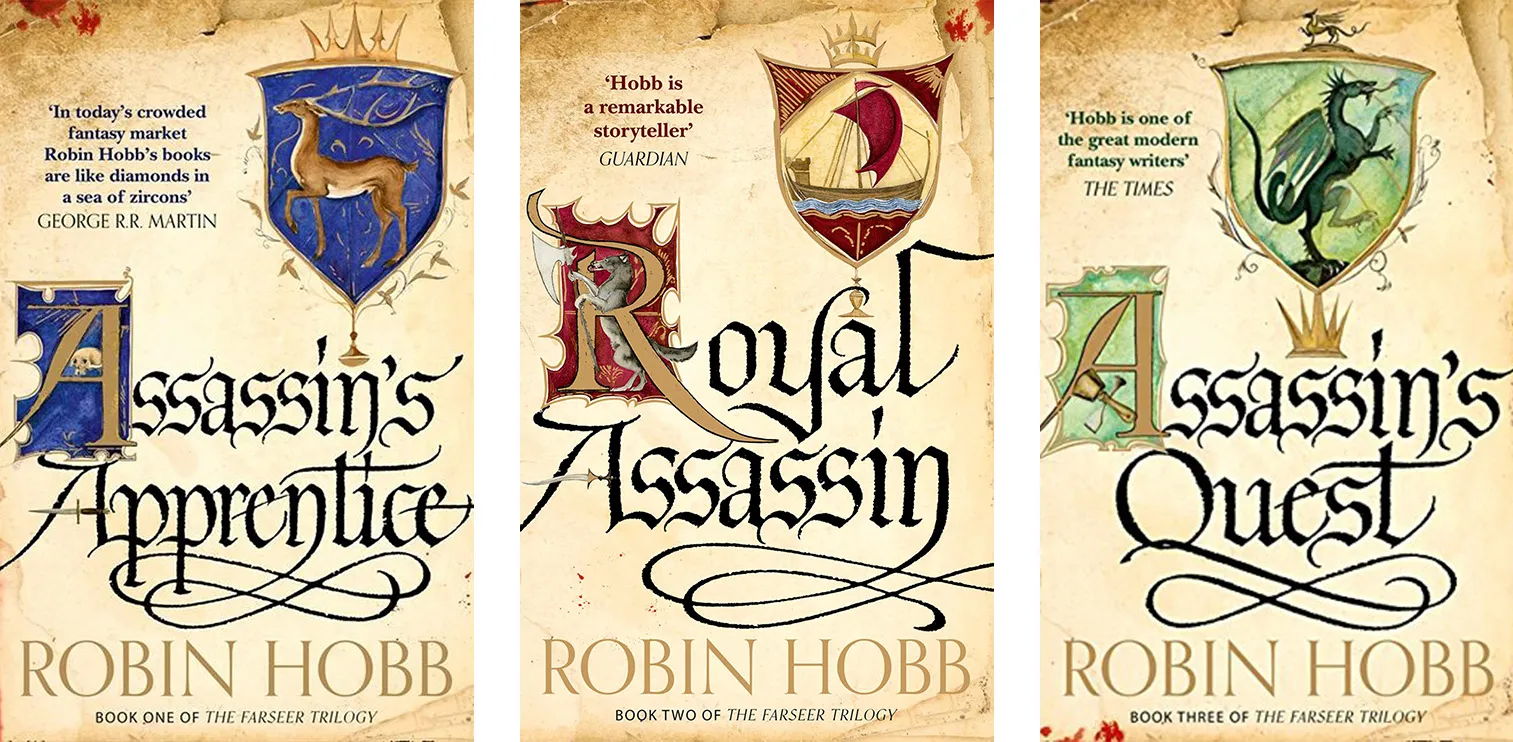 ‘In today’s crowded
fantasy market
Robin Hobb’s books
are like diamonds in
a sea of zircons’
GEORGE R.R. MARTIN
Assassin’s
Apprentice
ROBIN HOBB
BOOK ONE OF THE FARSEER TRILOGY
‘Hobb is
a remarkable
storyteller’
GUARDIAN
Royal
Assassin
ROBIN HOBB
BOOK TWO OF THE FARSEER TRILOGY
‘Hobb is one of
the great modern
fantasy writers’
THE TIMES
Assassin’s
Quest
ROBIN HOBB
BOOK THREE OF THE FARSEER TRILOGY